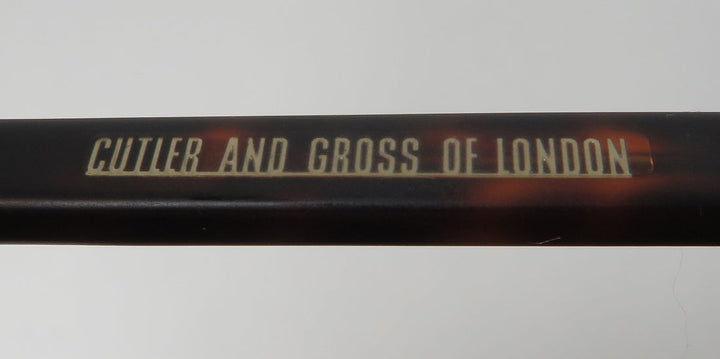 CUTLER AND GROSS OF LONDON